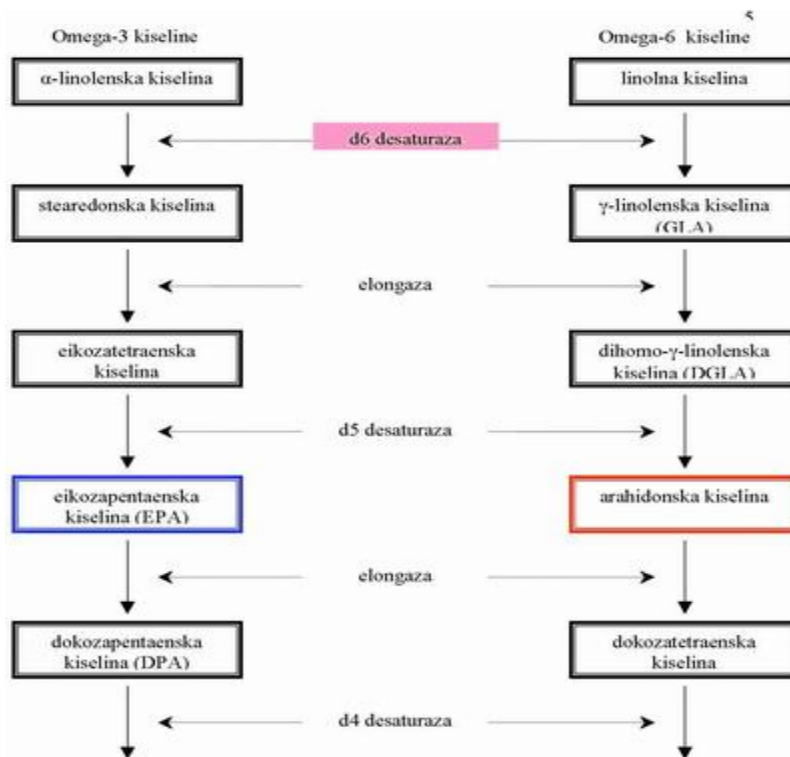 5
Omega-3 kiseline
Omega-6 kiseline
α-linolenska kiselina
linolna kiselina
d6 desaturaza
stearedonska kiselina
γ-linolenska kiselina
(GLA)
elongaza
eikozatetraenska
kiselina
dihomo-γ-linolenska
kiselina (DGLA)
d5 desaturaza
eikozapentaenska
kiselina (EPA)
arahidonska kiselina
elongaza
dokozapentaenska
kiselina (DPA)
dokozatetraenska
kiselina
d4 desaturaza